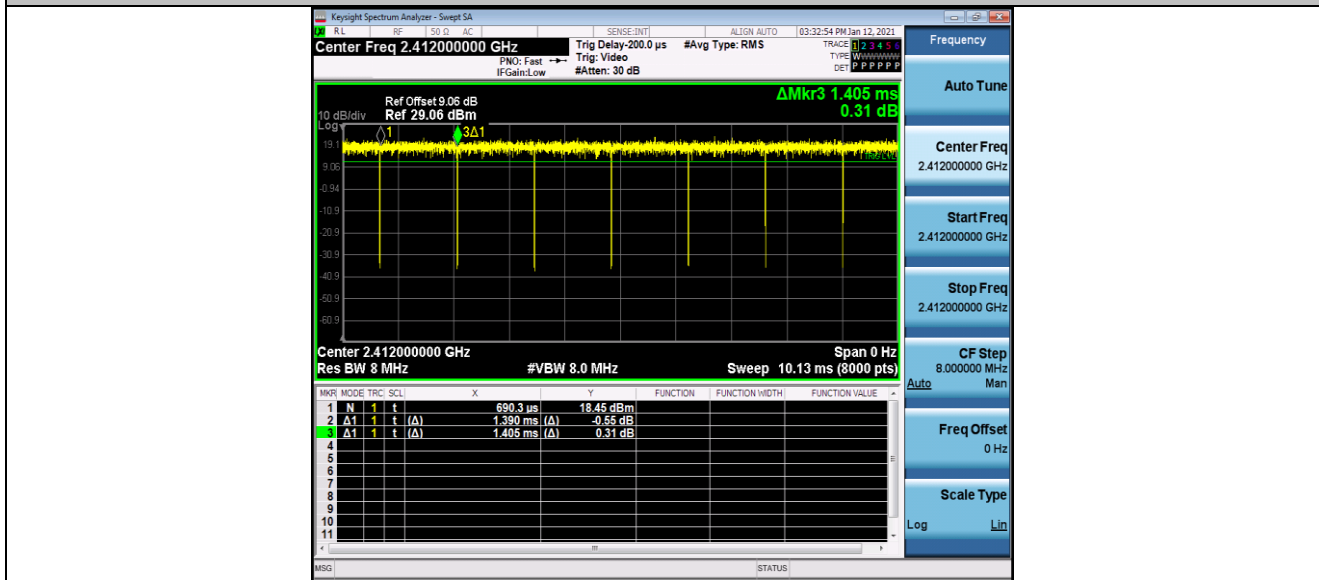 Keysight Spectrum Analyzer - Swept SA
RL RF 50 Ω AC SENSE:INT ALIGN AUTO 03:32:54 PM Jan 12, 2021
Center Freq 2.412000000 GHz
PNO: Fast
IFGain:Low
Trig Delay-200.0 µs
Trig: Video
#Atten: 30 dB
#Avg Type: RMS
TRACE 1 2 3 4 5 6
TYPE WWWWWW
DET P P P P P P
Frequency
Auto Tune
Center Freq
2.412000000 GHz
Start Freq
2.412000000 GHz
Stop Freq
2.412000000 GHz
CF Step
8.000000 MHz
Auto Man
Freq Offset
0 Hz
Scale Type
Log Lin
ΔMkr3 1.405 ms
0.31 dB
Ref Offset 9.06 dB
10 dB/div Ref 29.06 dBm
Log
1
3Δ1
TRIG LVL
19.1
9.06
-0.94
-10.9
-20.9
-30.9
-40.9
-50.9
-60.9
Center 2.412000000 GHz Span 0 Hz
Res BW 8 MHz #VBW 8.0 MHz Sweep 10.13 ms (8000 pts)
MKR MODE TRC SCL X Y FUNCTION FUNCTION WIDTH FUNCTION VALUE
1 N 1 t 690.3 µs 18.45 dBm
2 Δ1 1 t (Δ) 1.390 ms (Δ) -0.55 dB
3 Δ1 1 t (Δ) 1.405 ms (Δ) 0.31 dB
4
5
6
7
8
9
10
11
MSG STATUS